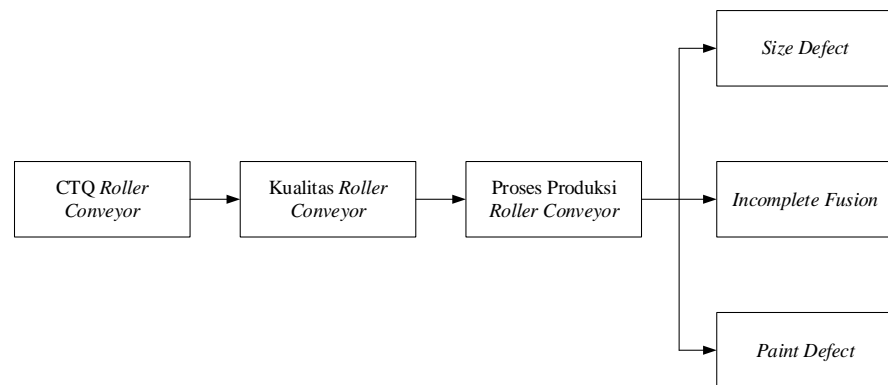 Size Defect
CTQ Roller
Conveyor
Kualitas Roller
Conveyor
Proses Produksi
Roller Conveyor
Incomplete Fusion
Paint Defect